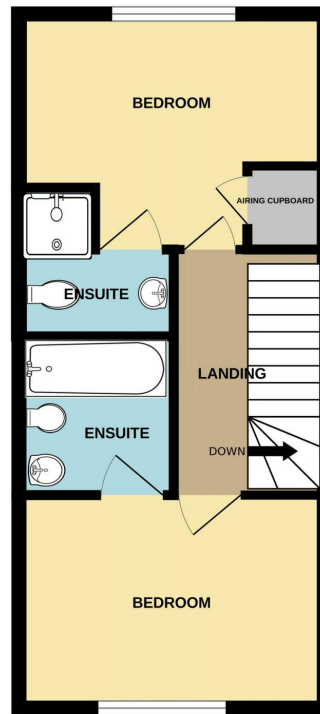 BEDROOM
AIRING CUPBOARD
ENSUITE
LANDING
ENSUITE
DOWN
BEDROOM